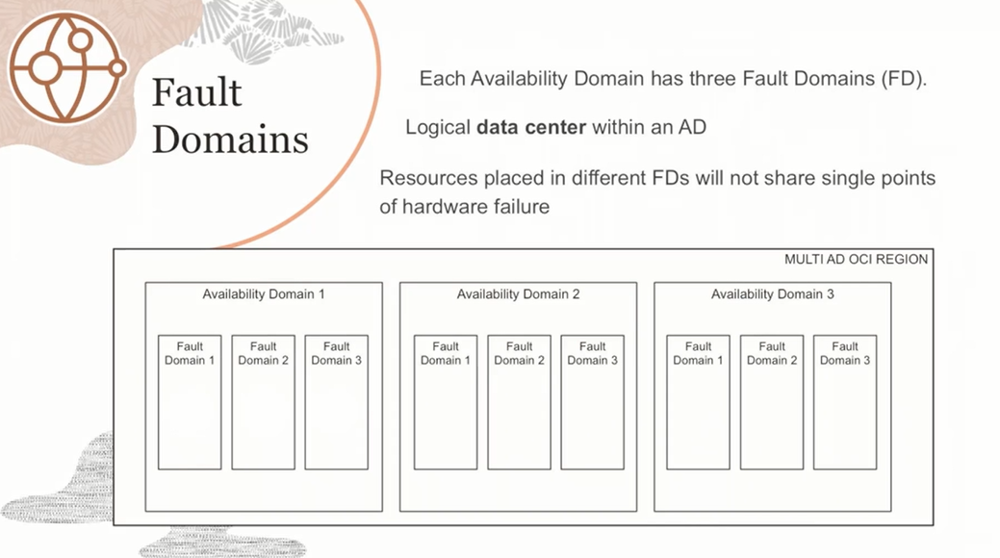 Fault
Domains
Each Availability Domain has three Fault Domains (FD).
Logical data center within an AD
Resources placed in different FDs will not share single points
of hardware failure
MULTI AD OCI REGION
Availability Domain 1
Fault
Domain 1
Fault
Domain 2
Fault
Domain 3
Availability Domain 2
Fault
Domain 1
Fault
Domain 2
Fault
Domain 3
Availability Domain 3
Fault
Domain 1
Fault
Domain 2
Fault
Domain 3